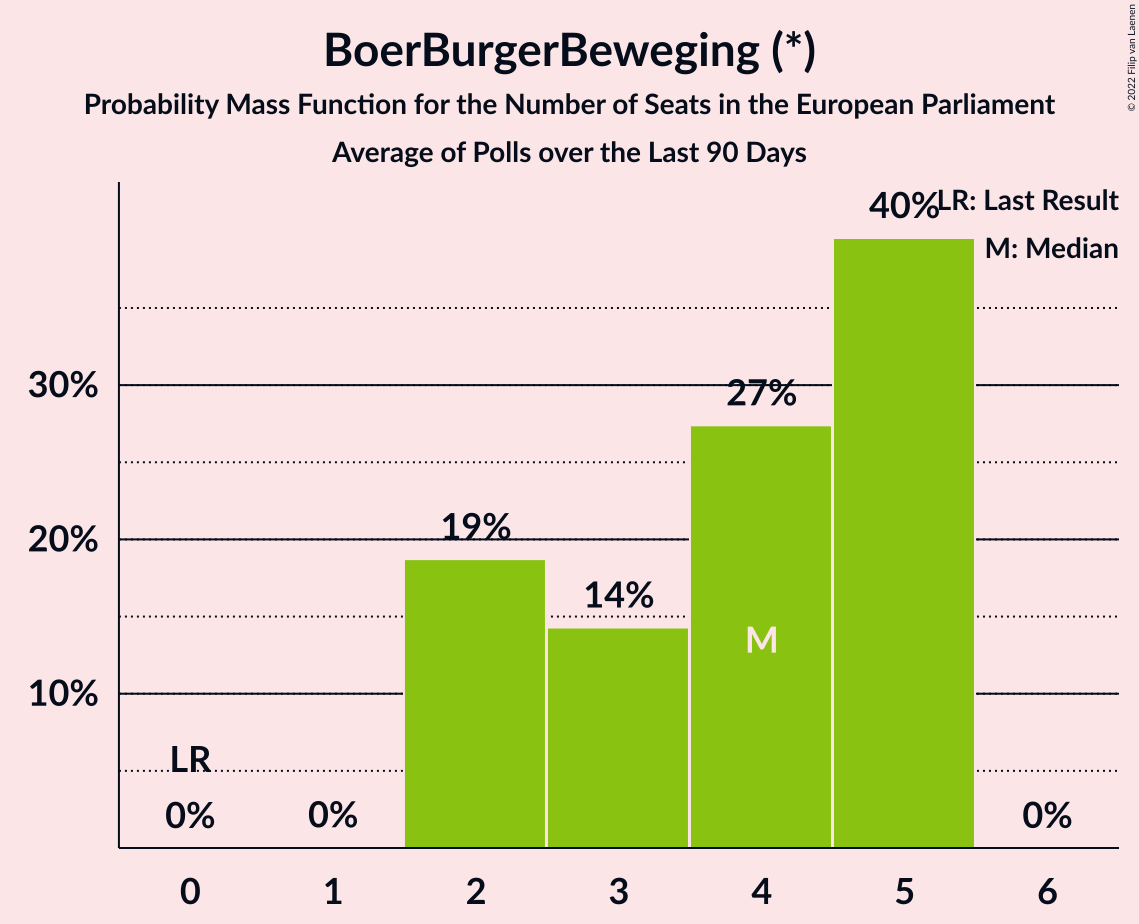 BoerBurgerBeweging (*)
Probability Mass Function for the Number of Seats in the European Parliament
Average of Polls over the Last 90 Days
© 2022 Filip van Laenen
LR: Last Result
M: Median
40%
30%
27%
20%
19%
14%
M
10%
LR
0%
0%
0%
0
1
2
3
4
5
6